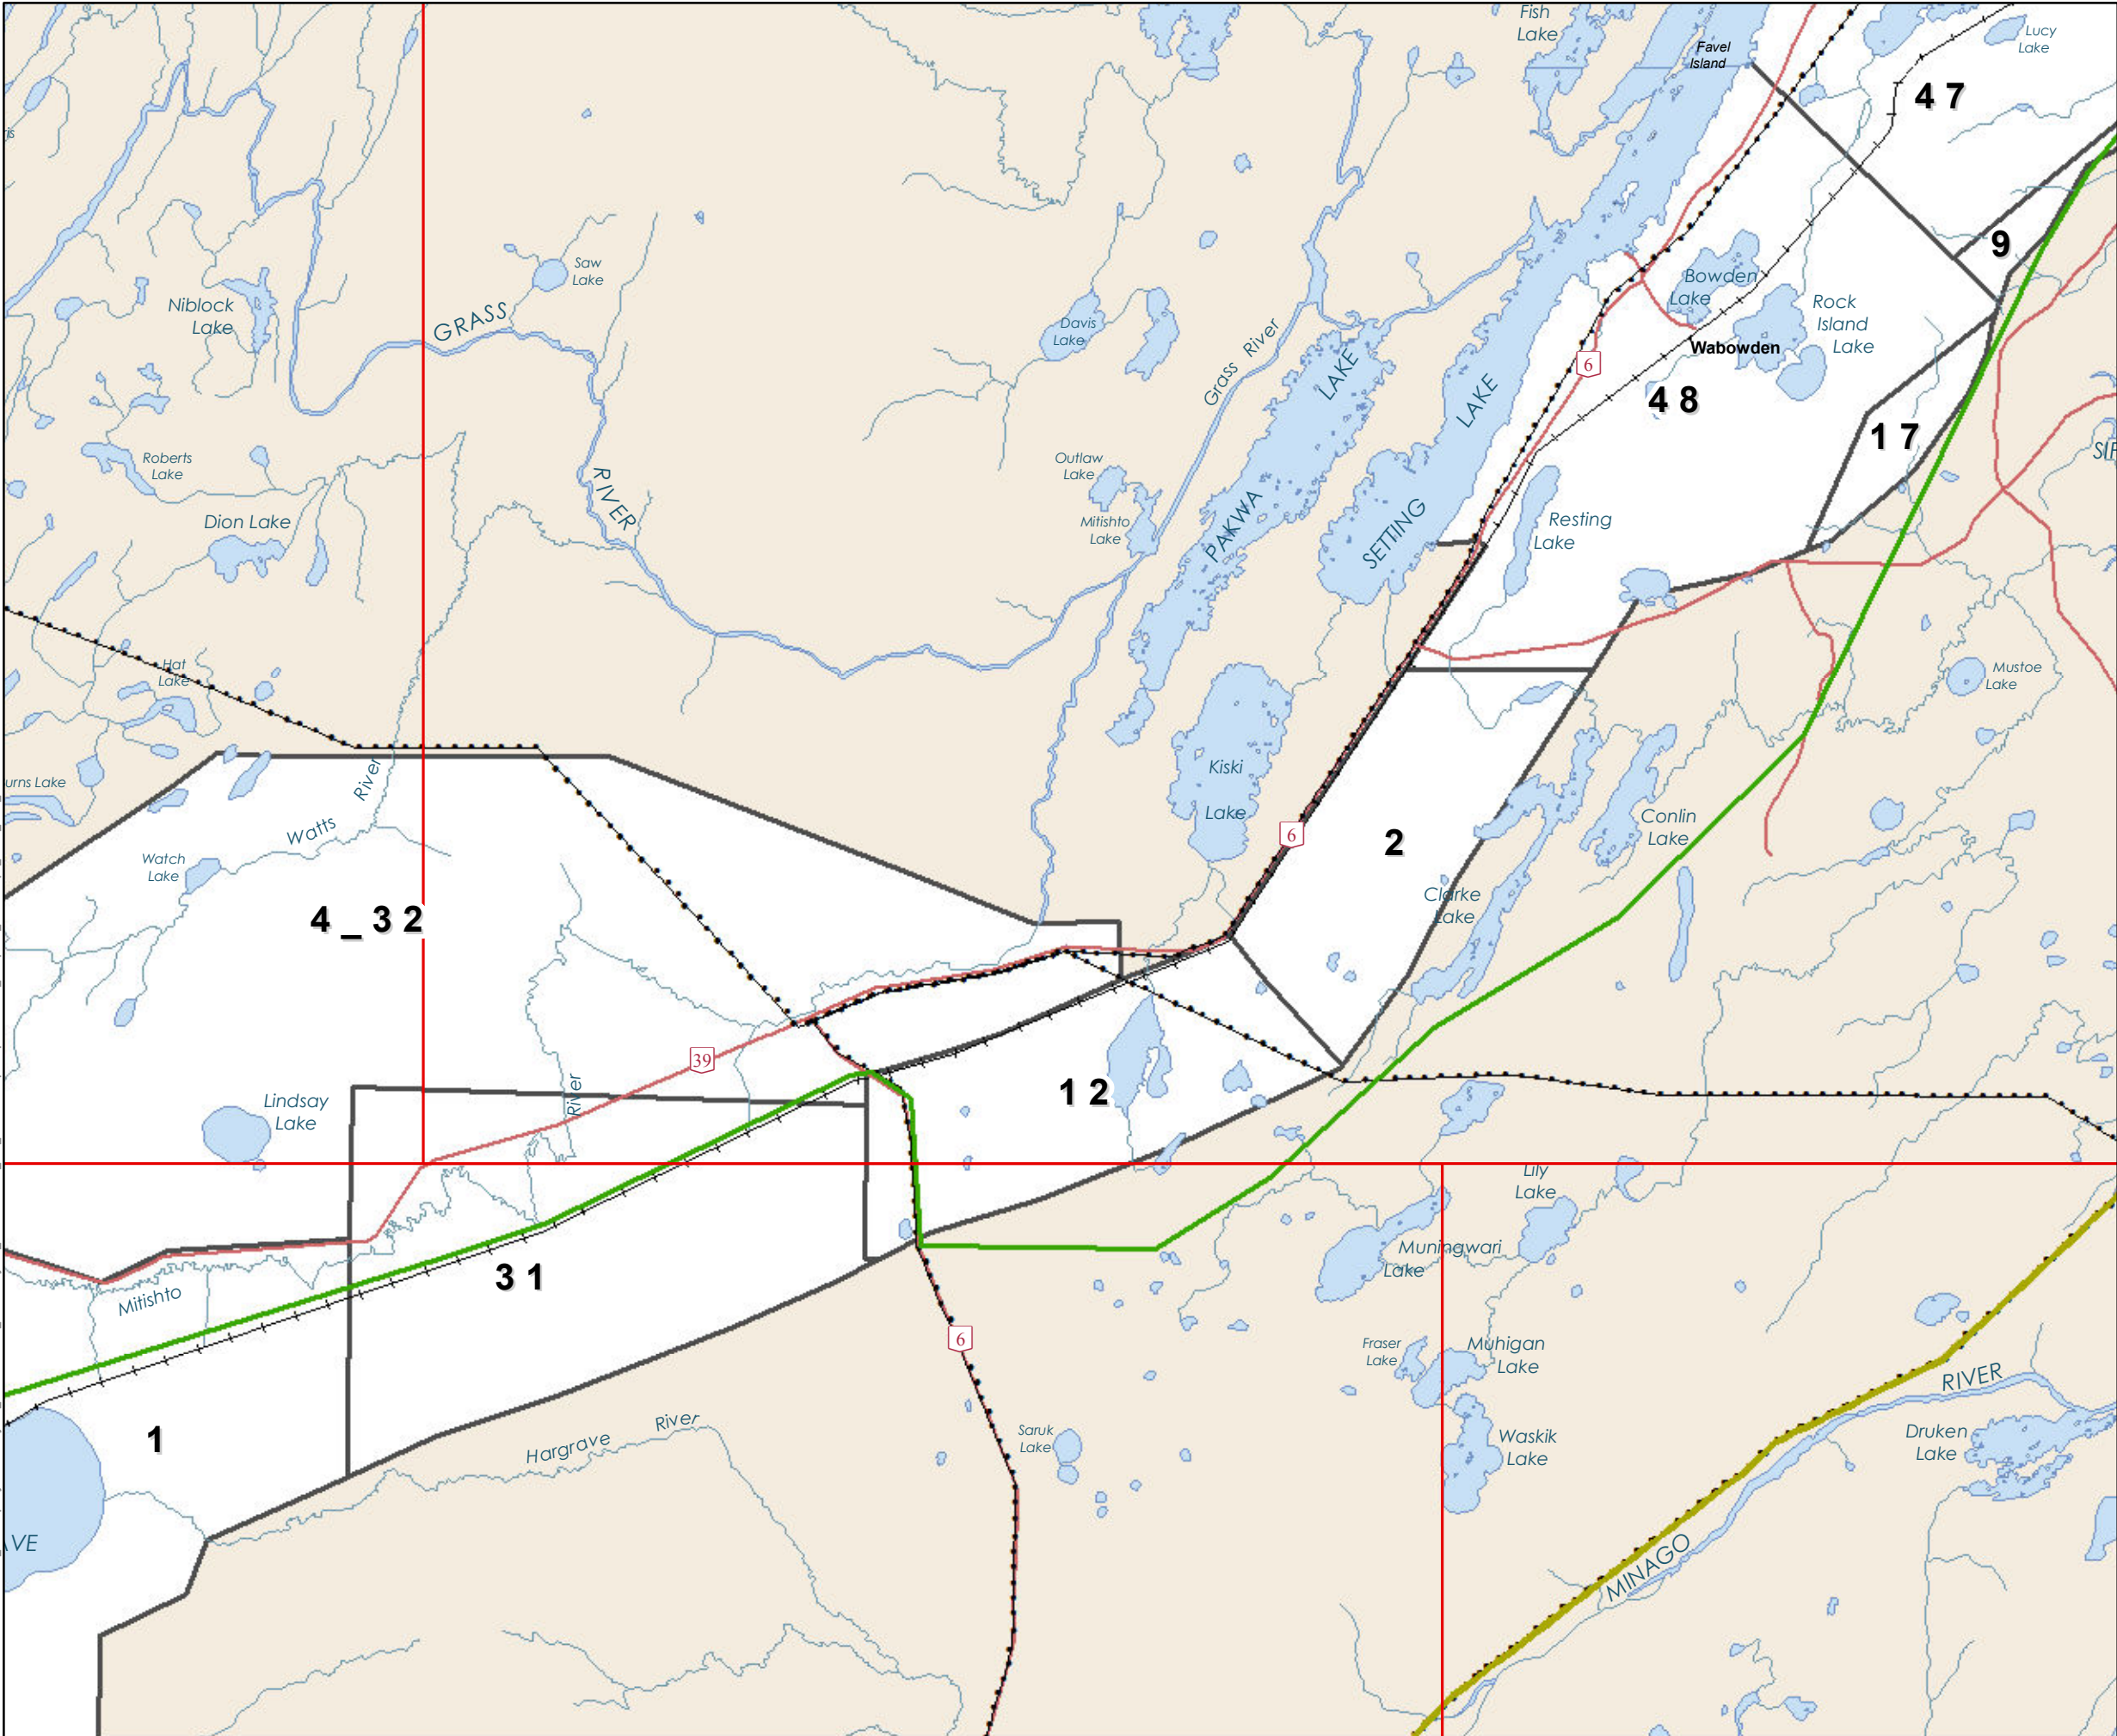 Fish
Lake
Favel
Island
Lucy
Lake
4 7
9
Saw
Lake
Niblock
Lake
GRASS
Davis
Lake
Grass River
LAKE
Bowden
Lake
Rock
Island
Lake
Wabowden
6
LAKE
4 8
1 7
Roberts
Lake
Outlaw
Lake
RIVER
Dion Lake
Mitishto
Lake
PAKWA
SETTING
Resting
Lake
Hat
Lake
Mustoe
Lake
urns Lake
River
Kiski
Lake
Watts
Watch
Lake
6
2
Conlin
Lake
Clarke
Lake
4 _ 3 2
39
River
1 2
Lindsay
Lake
Lily
Lake
Muningwari
Lake
3 1
Mitishto
6
Fraser
Lake
Muhigan
Lake
RIVER
1
Hargrave River
Saruk
Lake
Waskik
Lake
Druken
Lake
MINAGO